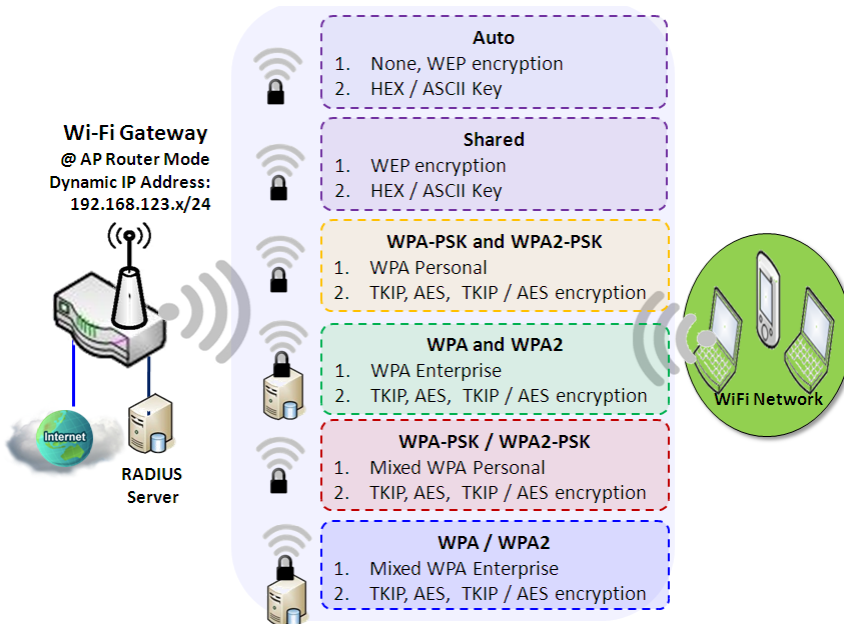 Wi-Fi Gateway
@ AP Router Mode
Dynamic IP Address:
192.168.123.x/24
Internet
RADIUS
Server
Auto
1. None, WEP encryption
2. HEX / ASCII Key
Shared
1. WEP encryption
2. HEX / ASCII Key
WPA-PSK and WPA2-PSK
1. WPA Personal
2. TKIP, AES, TKIP / AES encryption
WPA and WPA2
1. WPA Enterprise
2. TKIP, AES, TKIP / AES encryption
WPA-PSK / WPA2-PSK
1. Mixed WPA Personal
2. TKIP, AES, TKIP / AES encryption
WPA / WPA2
1. Mixed WPA Enterprise
2. TKIP, AES, TKIP / AES encryption
WiFi Network